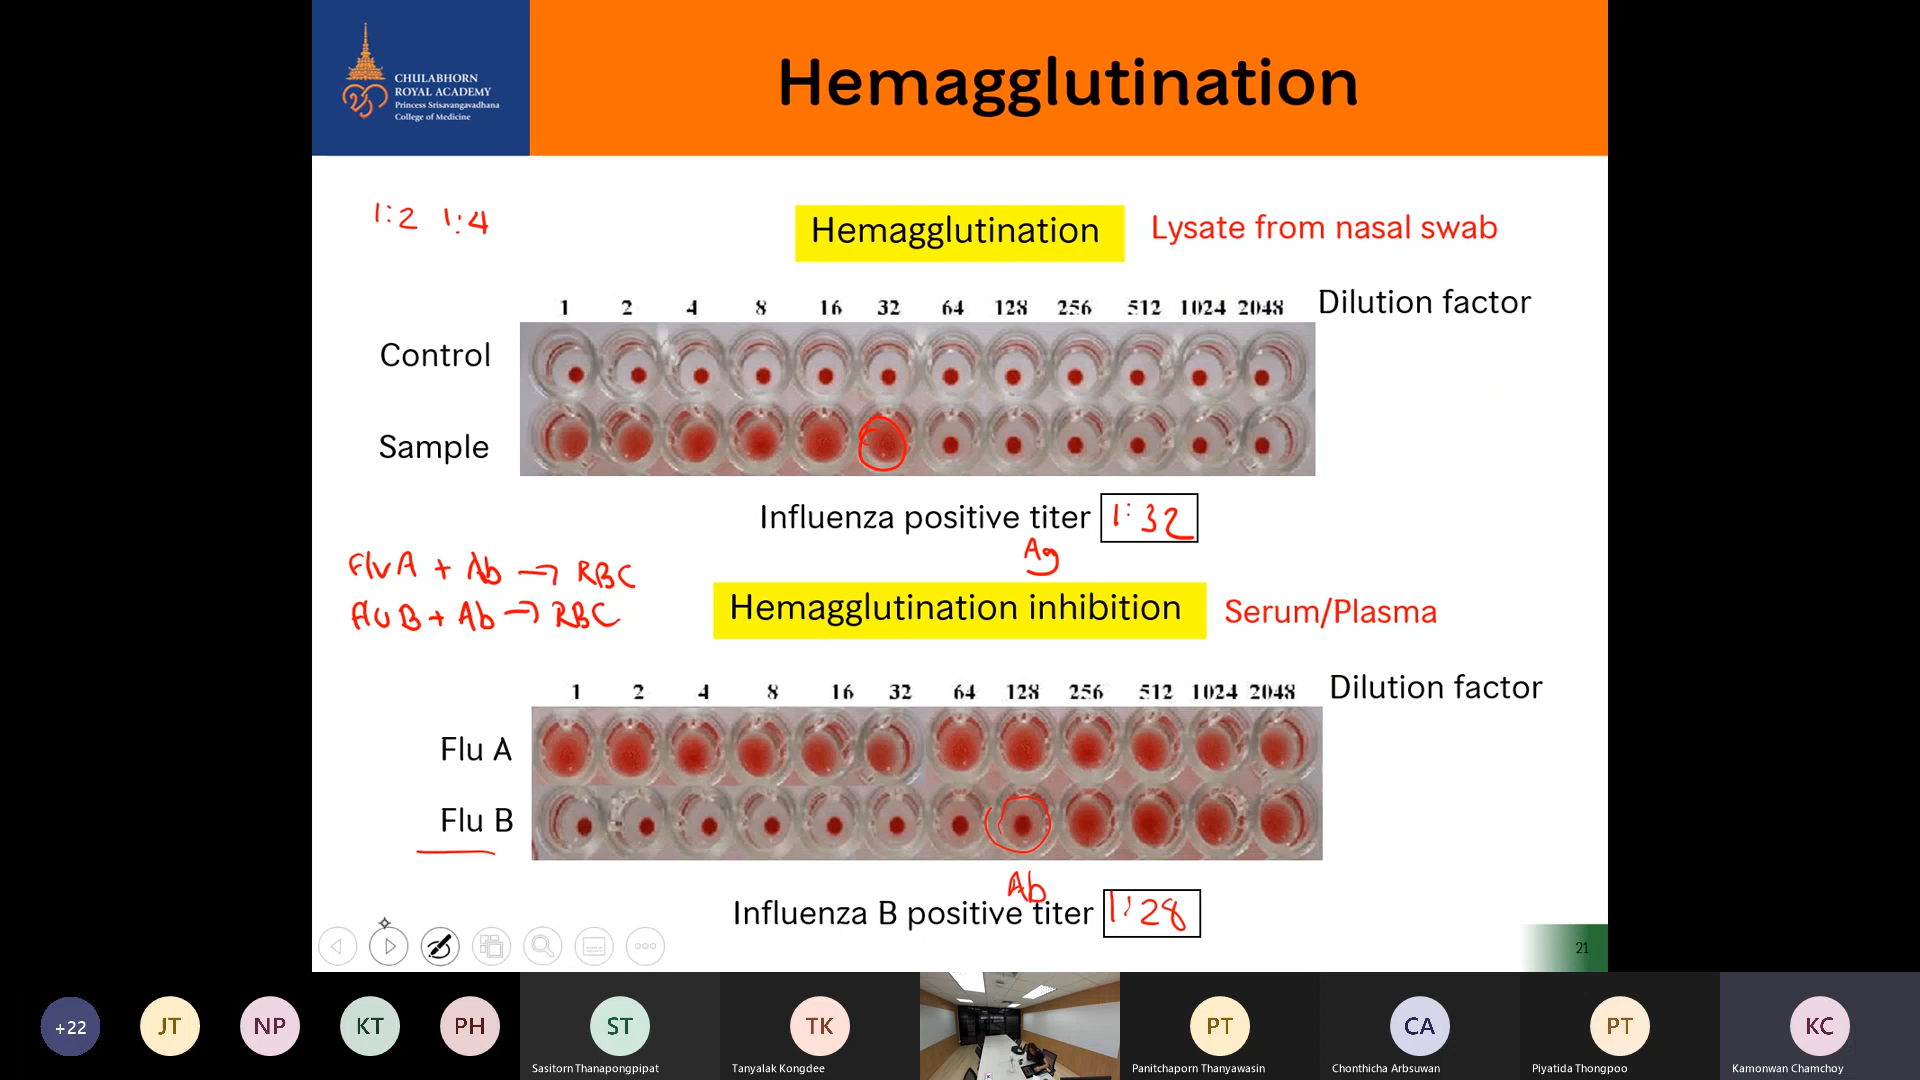 CHULABHORN
ROYAL ACADEMY
Princess Srisavangavadhana
College of Medicine
Hemagglutination
1:2 1:4
Hemagglutination Lysate from nasal swab
1 2 4 8 16 32 64 128 256 512 1024 2048 Dilution factor
Control
Sample
Influenza positive titer 1:32
Ag
Flu A + Ab → RBC
Flu B + Ab → RBC
Hemagglutination inhibition Serum/Plasma
1 2 4 8 16 32 64 128 256 512 1024 2048 Dilution factor
Flu A
Flu B
Ab
Influenza B positive titer 1:28
21
+22 JT NP KT PH ST TK PT CA PT KC
Sasitorn Thanapongpipat Tanyalak Kongdee Panitchaporn Thanyawasin Chonthicha Arbsuwan Piyatida Thongpoo Kamonwan Chamchoy